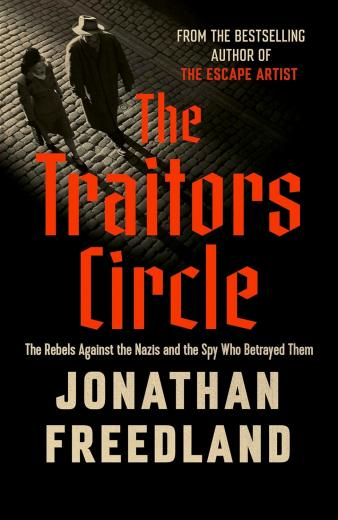 FROM THE BESTSELLING
AUTHOR OF
THE ESCAPE ARTIST
The
Traitors
Circle
The Rebels Against the Nazis and the Spy Who Betrayed Them
JONATHAN
FREEDLAND